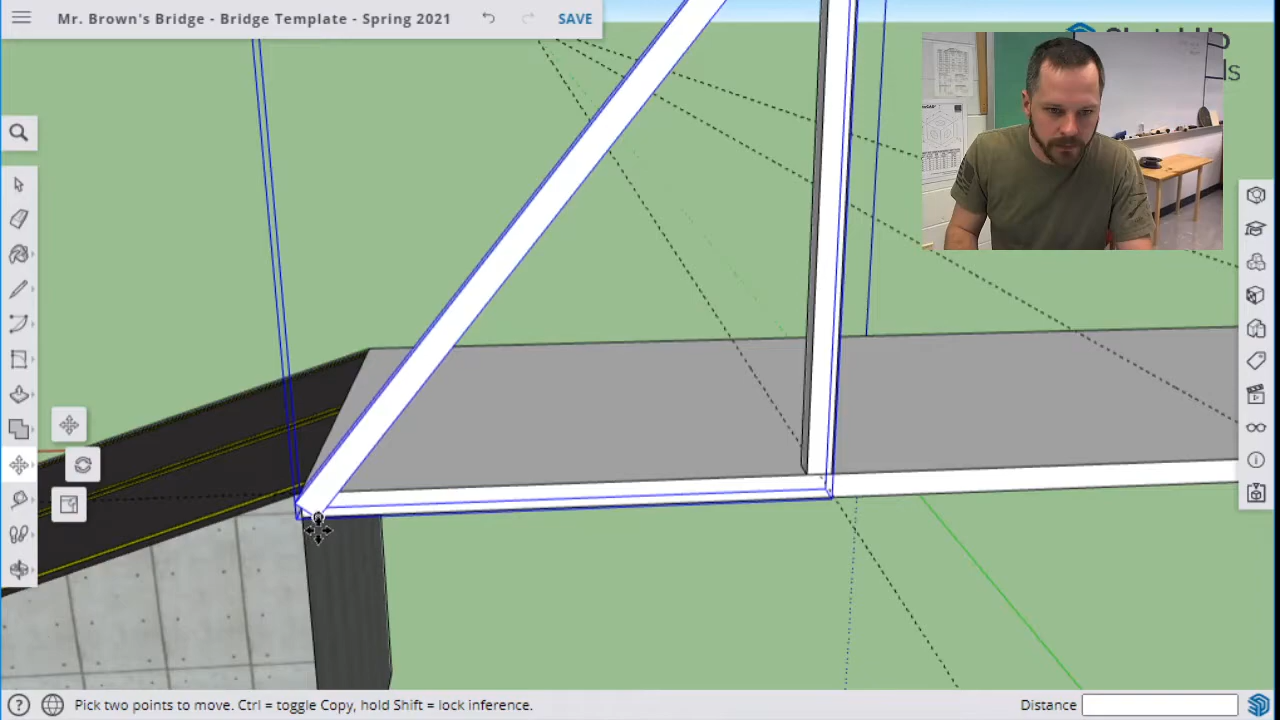 Mr. Brown's Bridge - Bridge Template - Spring 2021
SAVE
Pick two points to move. Ctrl = toggle Copy, hold Shift = lock inference.
Distance